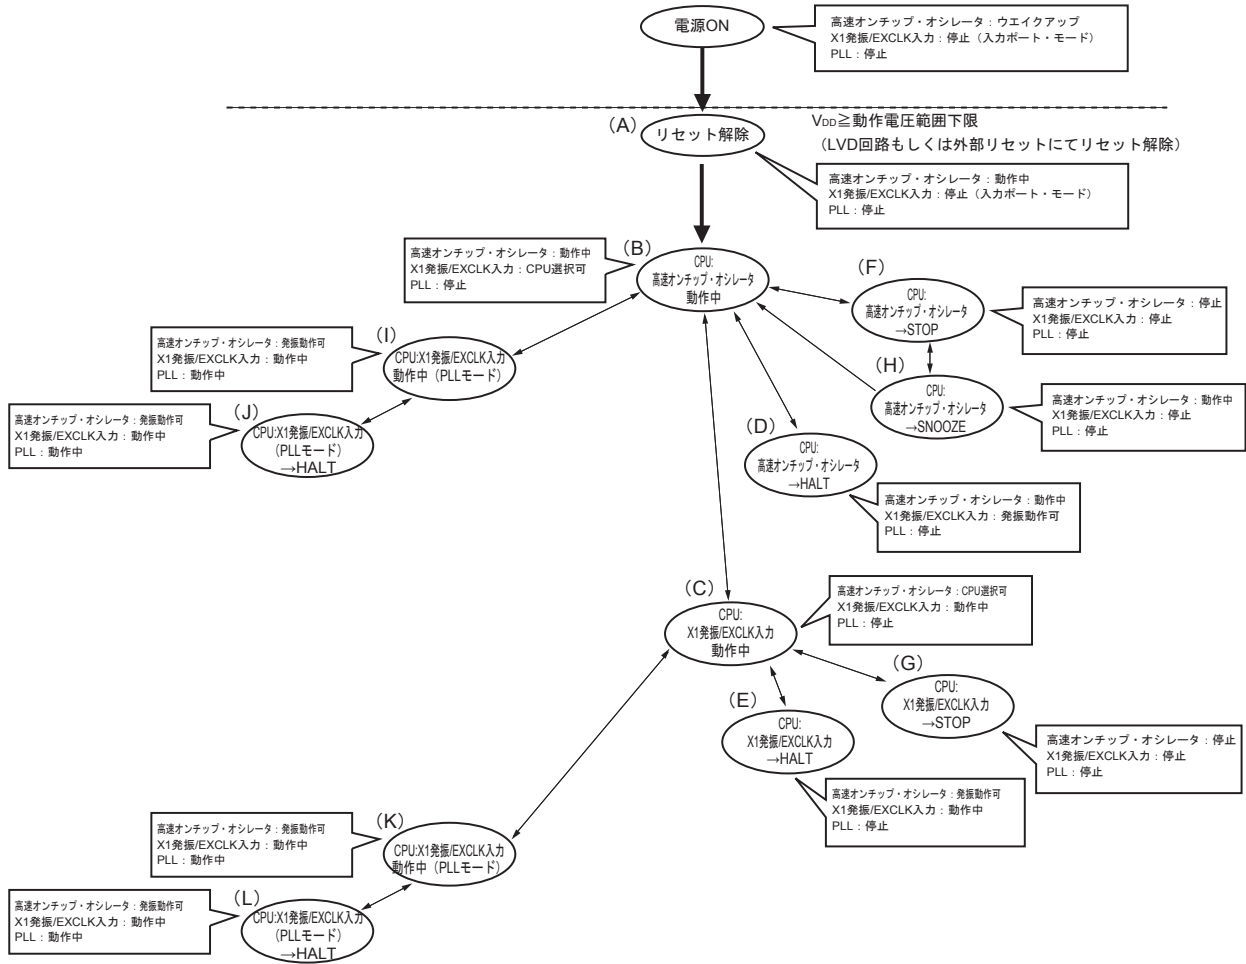 電源ON
高速オンチップ・オシレータ：ウエイクアップ
X1発振/EXCLK入力：停止（入力ポート・モード）
PLL：停止
（A）
リセット解除
VDD≧動作電圧範囲下限
（LVD回路もしくは外部リセットにてリセット解除）
高速オンチップ・オシレータ：動作中
X1発振/EXCLK入力：停止（入力ポート・モード）
PLL：停止
（B）
高速オンチップ・オシレータ：動作中
X1発振/EXCLK入力：CPU選択可
PLL：停止
CPU:
高速オンチップ・オシレータ
動作中
（F）
CPU:
高速オンチップ・オシレータ
→STOP
高速オンチップ・オシレータ：停止
X1発振/EXCLK入力：停止
PLL：停止
（I）
高速オンチップ・オシレータ：発振動作可
X1発振/EXCLK入力：動作中
PLL：動作中
CPU:X1発振/EXCLK入力
動作中（PLLモード）
（H）
CPU:
高速オンチップ・オシレータ
→SNOOZE
高速オンチップ・オシレータ：動作中
X1発振/EXCLK入力：停止
PLL：停止
（J）
高速オンチップ・オシレータ：発振動作可
X1発振/EXCLK入力：動作中
PLL：動作中
CPU:X1発振/EXCLK入力
（PLLモード）
→HALT
（D）
CPU:
高速オンチップ・オシレータ
→HALT
高速オンチップ・オシレータ：動作中
X1発振/EXCLK入力：発振動作可
PLL：停止
（C）
CPU:
X1発振/EXCLK入力
動作中
高速オンチップ・オシレータ：CPU選択可
X1発振/EXCLK入力：動作中
PLL：停止
（G）
CPU:
X1発振/EXCLK入力
→STOP
高速オンチップ・オシレータ：停止
X1発振/EXCLK入力：停止
PLL：停止
（E）
CPU:
X1発振/EXCLK入力
→HALT
高速オンチップ・オシレータ：発振動作可
X1発振/EXCLK入力：動作中
PLL：停止
（K）
高速オンチップ・オシレータ：発振動作可
X1発振/EXCLK入力：動作中
PLL：動作中
CPU:X1発振/EXCLK入力
動作中（PLLモード）
（L）
高速オンチップ・オシレータ：発振動作可
X1発振/EXCLK入力：動作中
PLL：動作中
CPU:X1発振/EXCLK入力
（PLLモード）
→HALT